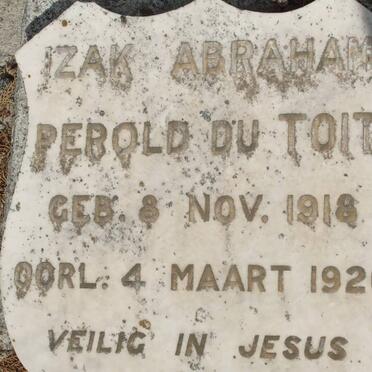 IZAK ABRAHAM
PEROLD DU TOIT
GEB. 8 NOV. 1918
OORL. 4 MAART 1920
VEILIG IN JESUS